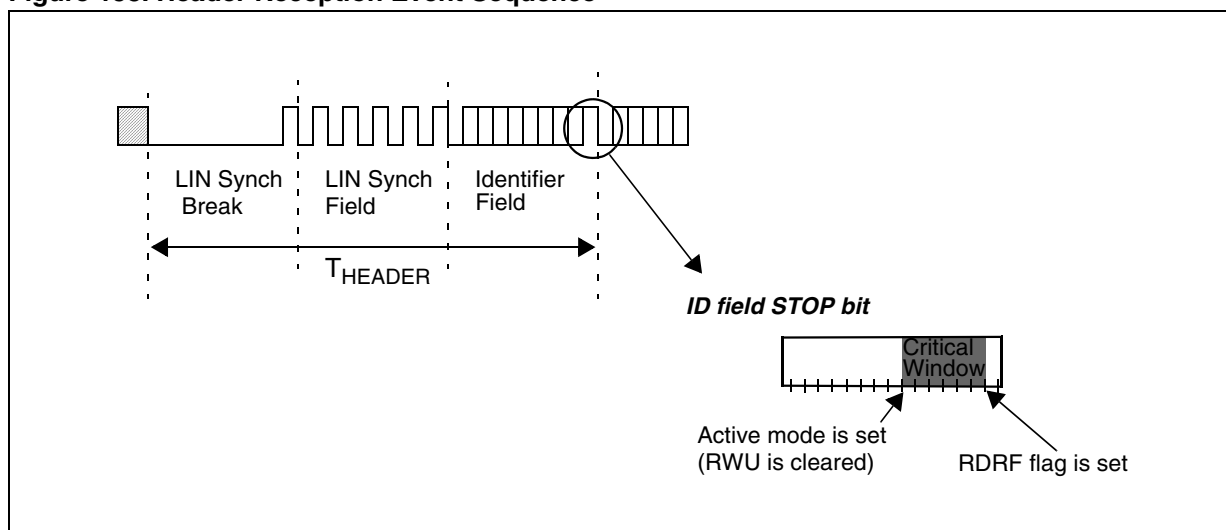 LIN Synch
Break
LIN Synch
Field
Identifier
Field
T_HEADER
ID field STOP bit
Critical
Window
Active mode is set
(RWU is cleared)
RDRF flag is set